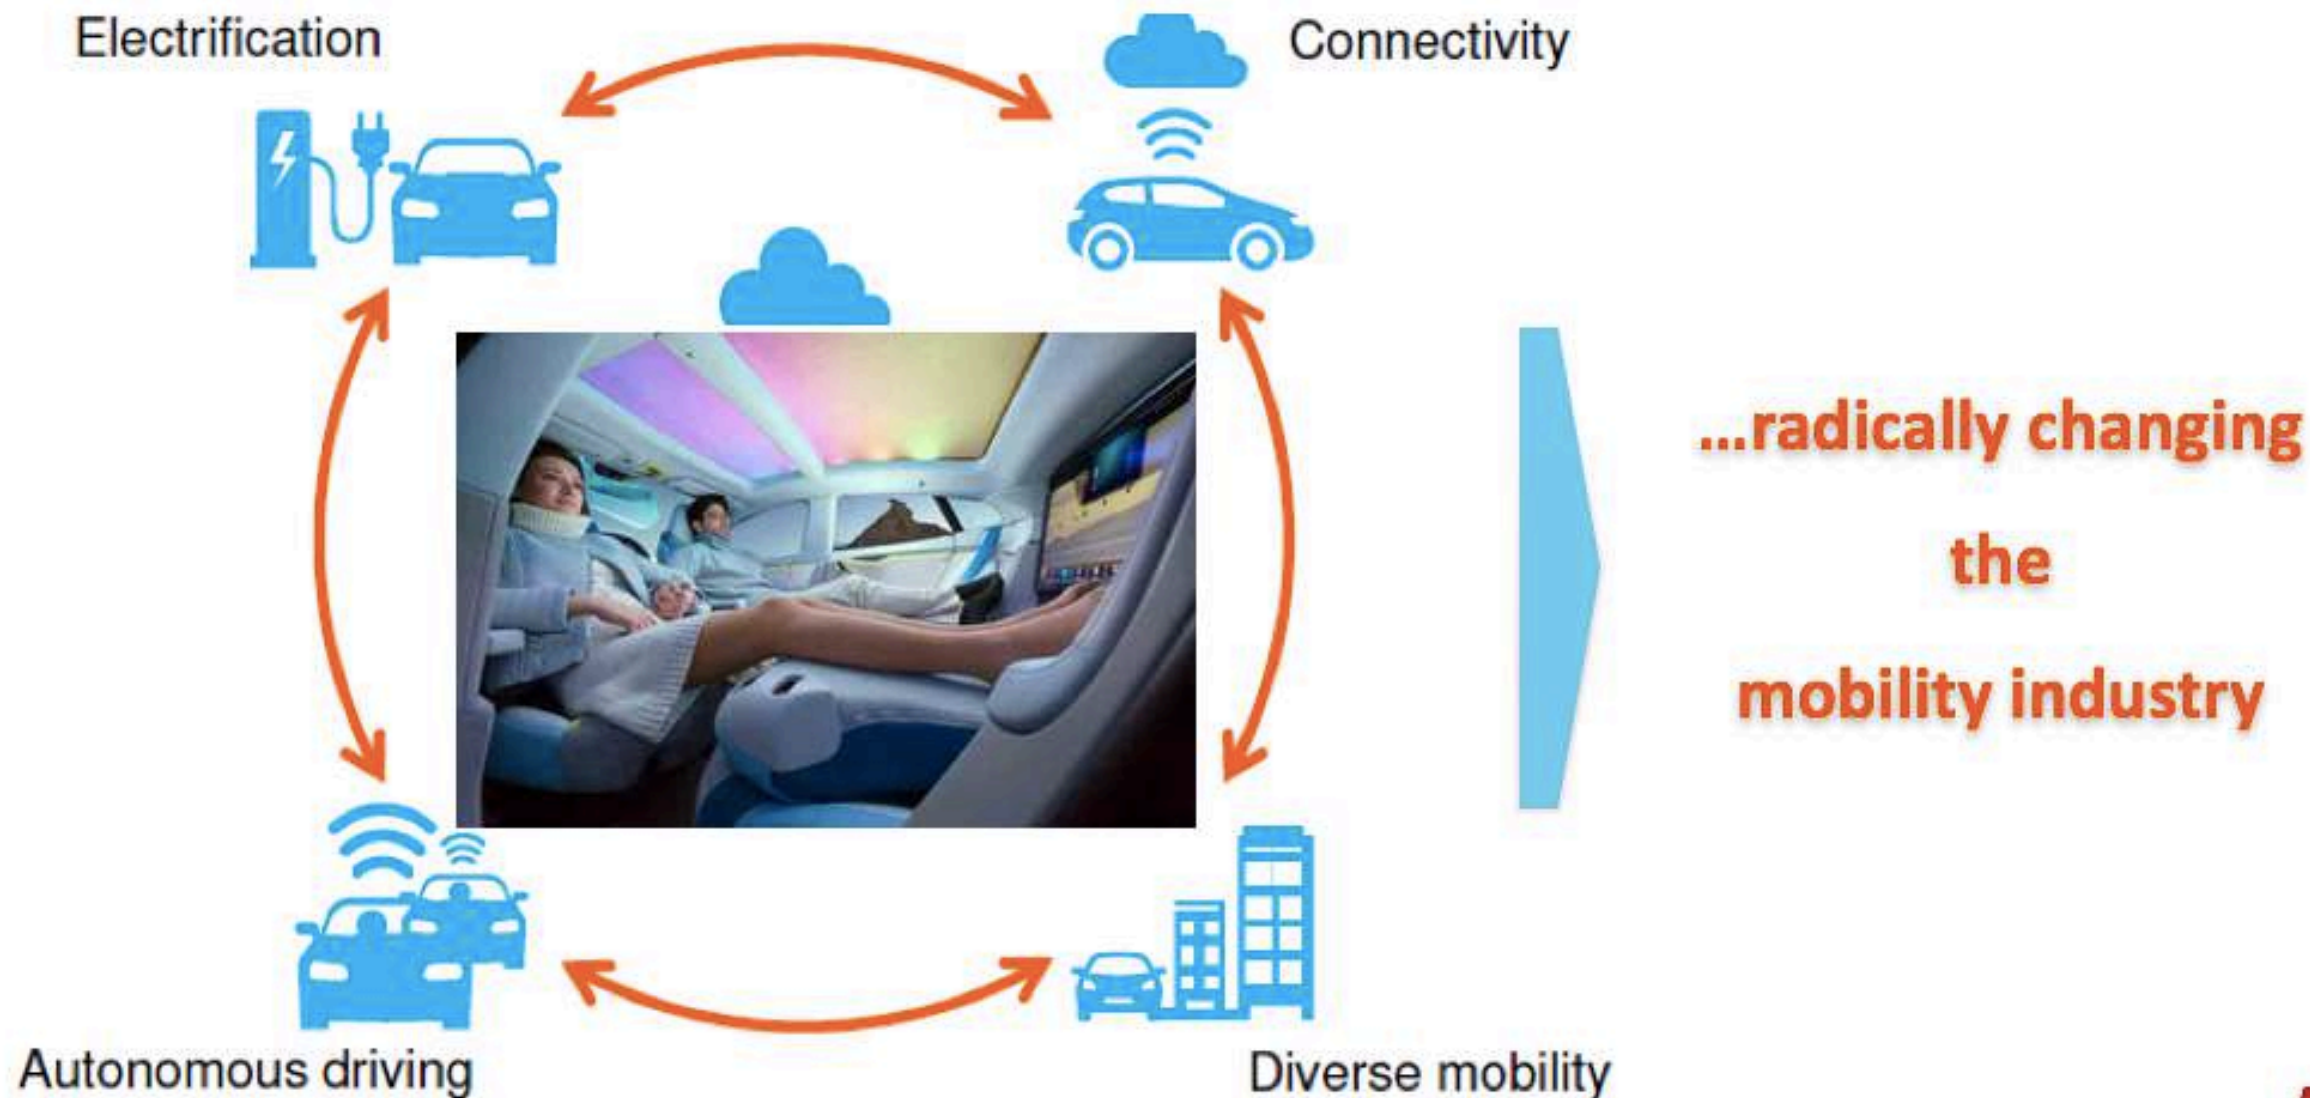 Electrification
Connectivity
...radically changing
the
mobility industry
Autonomous driving
Diverse mobility